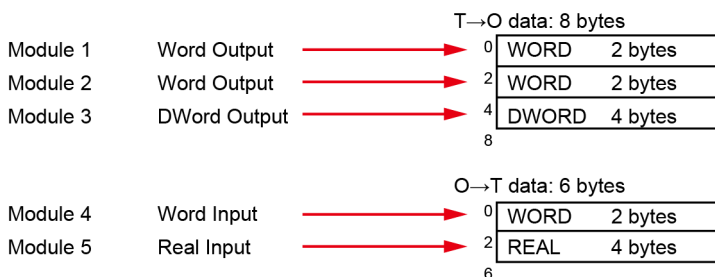 T→O data: 8 bytes
Module 1 Word Output 0 WORD 2 bytes
Module 2 Word Output 2 WORD 2 bytes
Module 3 DWord Output 4 DWORD 4 bytes
8
O→T data: 6 bytes
Module 4 Word Input 0 WORD 2 bytes
Module 5 Real Input 2 REAL 4 bytes
6